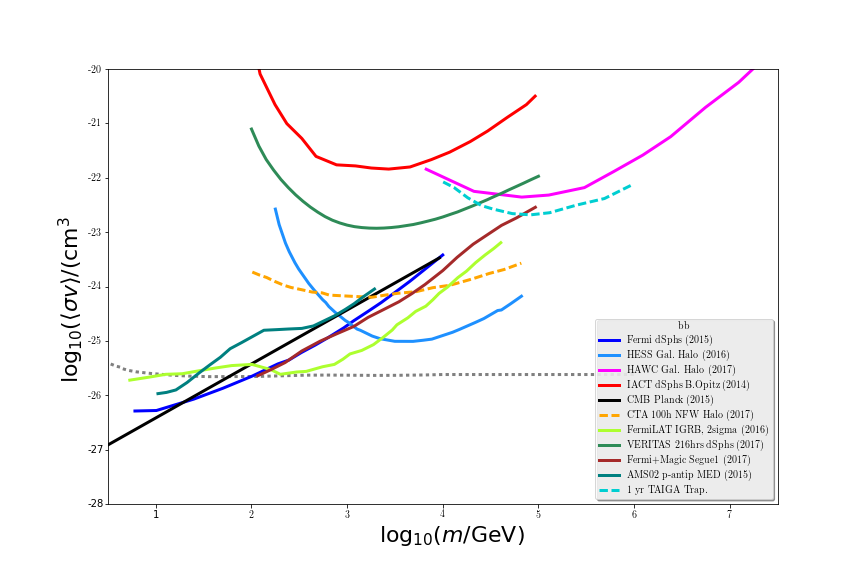 -20
-21
-22
-23
-24
-25
-26
-27
-28
log10(⟨σv⟩/(cm³
1 2 3 4 5 6 7
log10(m/GeV)
bb
Fermi dSphs (2015)
HESS Gal. Halo (2016)
HAWC Gal. Halo (2017)
IACT dSphs B.Opitz (2014)
CMB Planck (2015)
CTA 100h NFW Halo (2017)
FermiLAT IGRB, 2sigma (2016)
VERITAS 216hrs dSphs (2017)
Fermi+Magic Segue1 (2017)
AMS02 p-antip MED (2015)
1 yr TAIGA Trap.